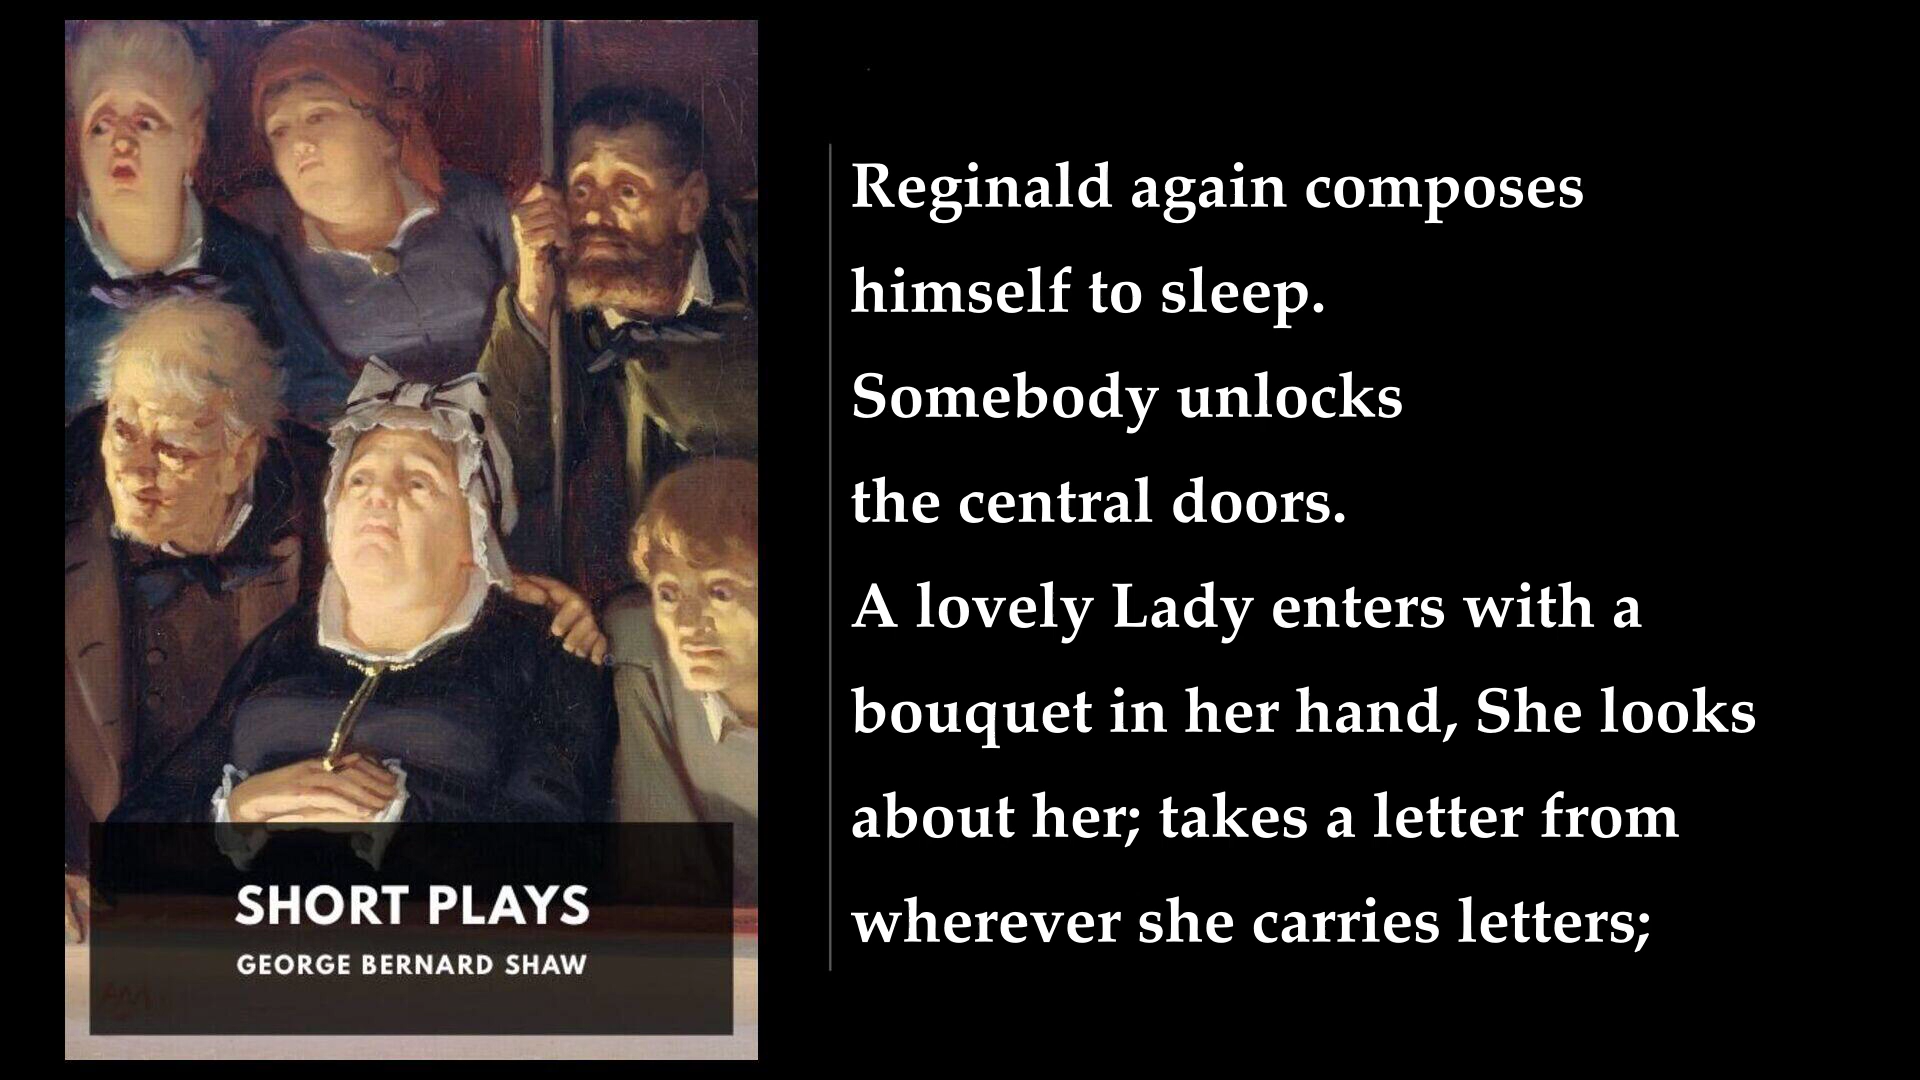 Reginald again composes
himself to sleep.
Somebody unlocks
the central doors.
A lovely Lady enters with a
bouquet in her hand, She looks
about her; takes a letter from
wherever she carries letters;
SHORT PLAYS
GEORGE BERNARD SHAW